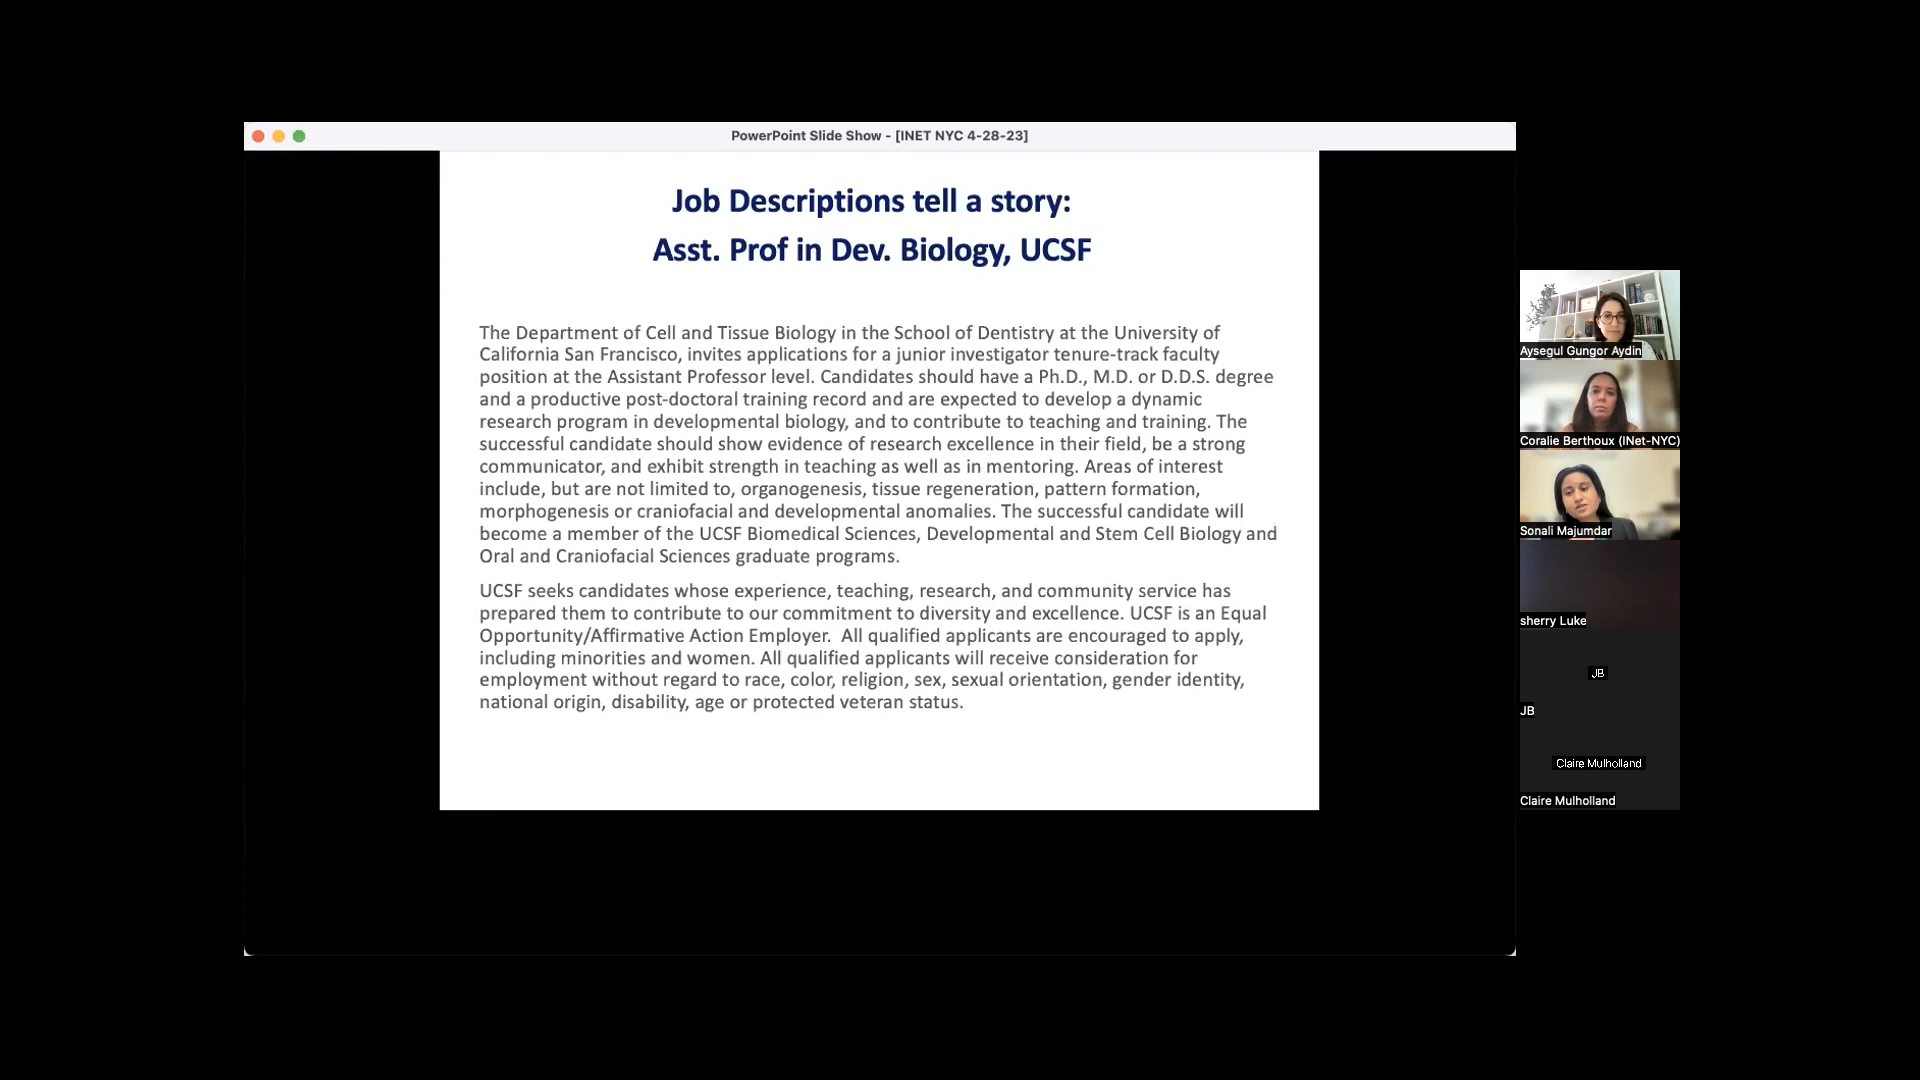 PowerPoint Slide Show - [INET NYC 4-28-23]
Job Descriptions tell a story:
Asst. Prof in Dev. Biology, UCSF
The Department of Cell and Tissue Biology in the School of Dentistry at the University of
California San Francisco, invites applications for a junior investigator tenure-track faculty
position at the Assistant Professor level. Candidates should have a Ph.D., M.D. or D.D.S. degree
and a productive post-doctoral training record and are expected to develop a dynamic
research program in developmental biology, and to contribute to teaching and training. The
successful candidate should show evidence of research excellence in their field, be a strong
communicator, and exhibit strength in teaching as well as in mentoring. Areas of interest
include, but are not limited to, organogenesis, tissue regeneration, pattern formation,
morphogenesis or craniofacial and developmental anomalies. The successful candidate will
become a member of the UCSF Biomedical Sciences, Developmental and Stem Cell Biology and
Oral and Craniofacial Sciences graduate programs.
UCSF seeks candidates whose experience, teaching, research, and community service has
prepared them to contribute to our commitment to diversity and excellence. UCSF is an Equal
Opportunity/Affirmative Action Employer.  All qualified applicants are encouraged to apply,
including minorities and women. All qualified applicants will receive consideration for
employment without regard to race, color, religion, sex, sexual orientation, gender identity,
national origin, disability, age or protected veteran status.
Aysegul Gungor Aydin
Coralie Berthoux (INet-NYC)
Sonali Majumdar
sherry Luke
JB
JB
Claire Mulholland
Claire Mulholland